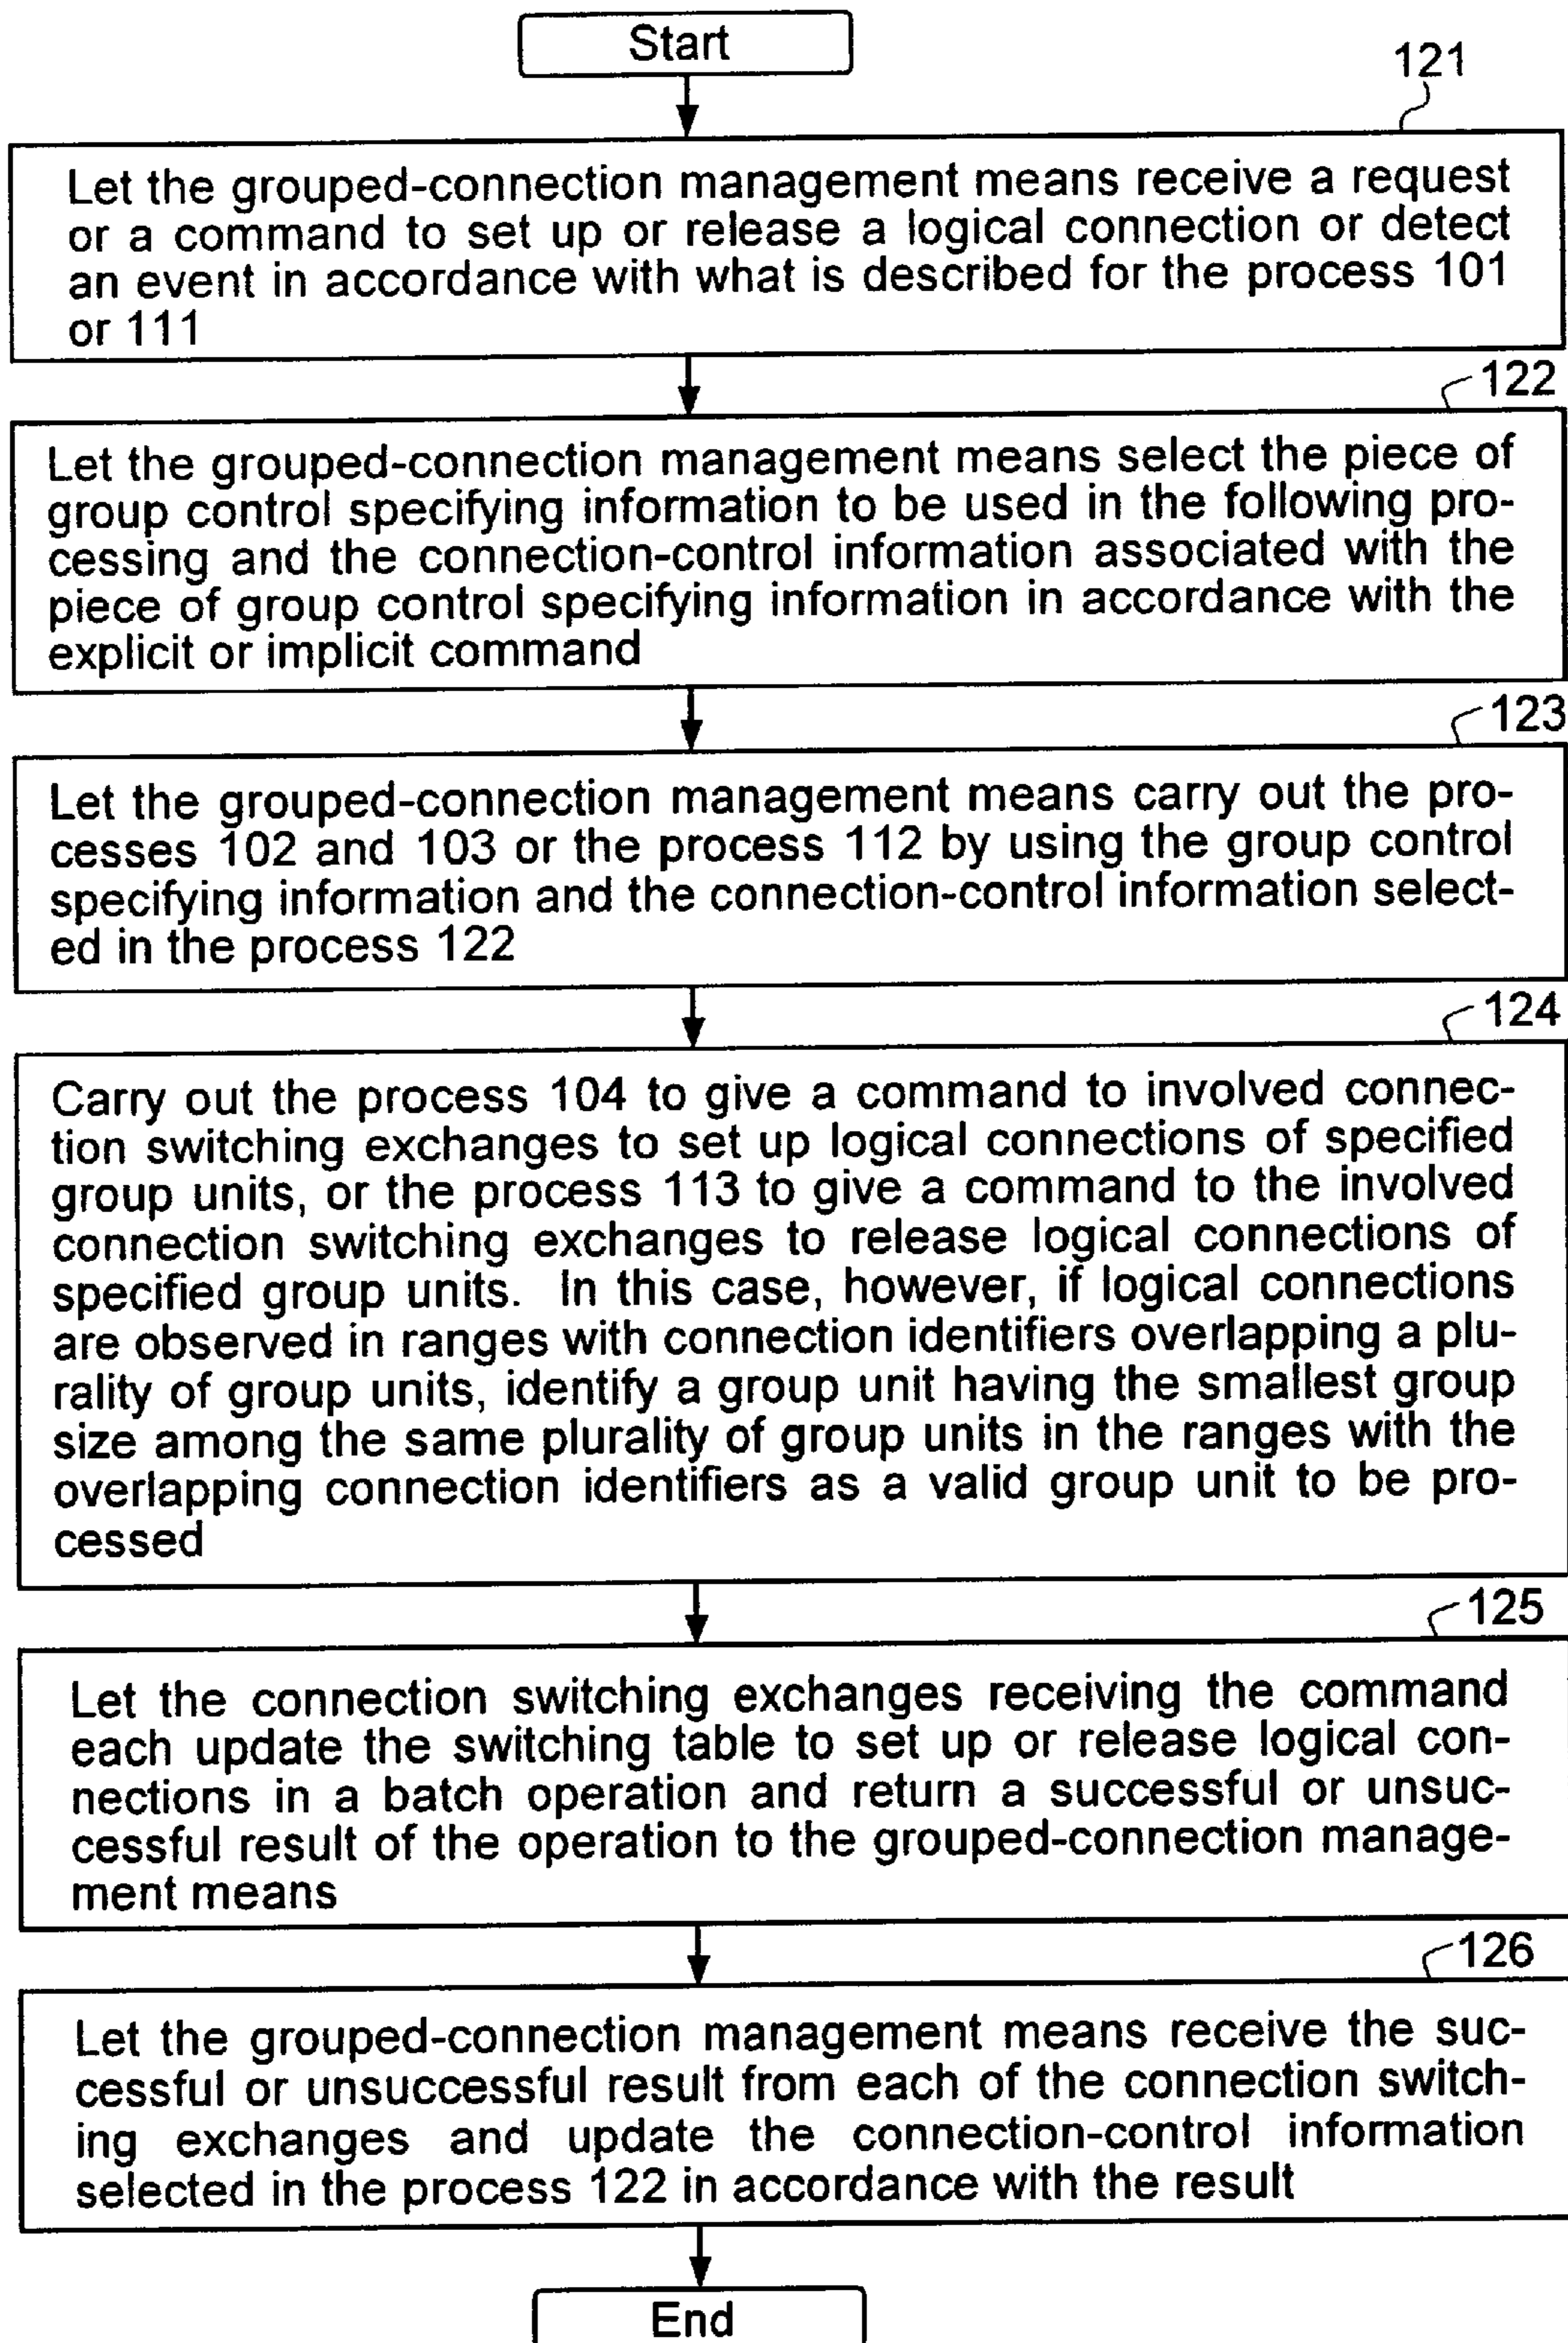 Start
121
Let the grouped-connection management means receive a request
or a command to set up or release a logical connection or detect
an event in accordance with what is described for the process 101
or 111
122
Let the grouped-connection management means select the piece of
group control specifying information to be used in the following pro-
cessing and the connection-control information associated with the
piece of group control specifying information in accordance with the
explicit or implicit command
123
Let the grouped-connection management means carry out the pro-
cesses 102 and 103 or the process 112 by using the group control
specifying information and the connection-control information select-
ed in the process 122
124
Carry out the process 104 to give a command to involved connec-
tion switching exchanges to set up logical connections of specified
group units, or the process 113 to give a command to the involved
connection switching exchanges to release logical connections of
specified group units. In this case, however, if logical connections
are observed in ranges with connection identifiers overlapping a plu-
rality of group units, identify a group unit having the smallest group
size among the same plurality of group units in the ranges with the
overlapping connection identifiers as a valid group unit to be pro-
cessed
125
Let the connection switching exchanges receiving the command
each update the switching table to set up or release logical con-
nections in a batch operation and return a successful or unsuc-
cessful result of the operation to the grouped-connection manage-
ment means
126
Let the grouped-connection management means receive the suc-
cessful or unsuccessful result from each of the connection switch-
ing exchanges and update the connection-control information
selected in the process 122 in accordance with the result
End